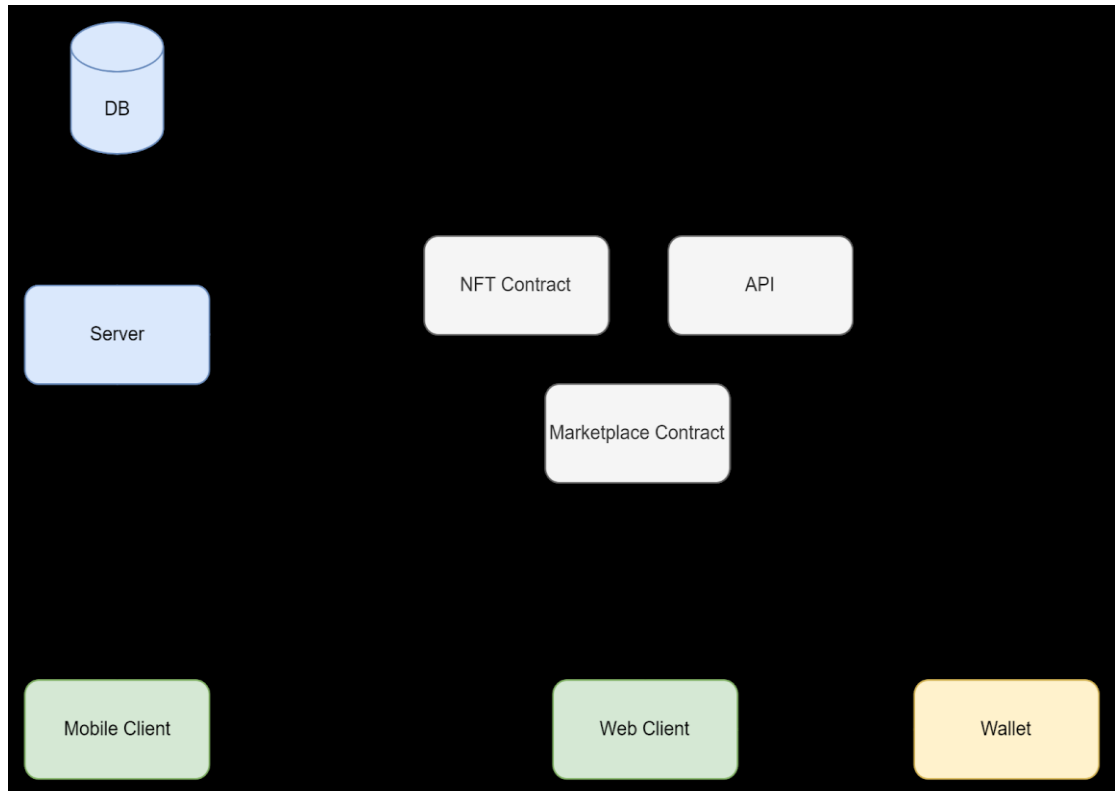 DB
NFT Contract
API
Server
Marketplace Contract
Mobile Client
Web Client
Wallet